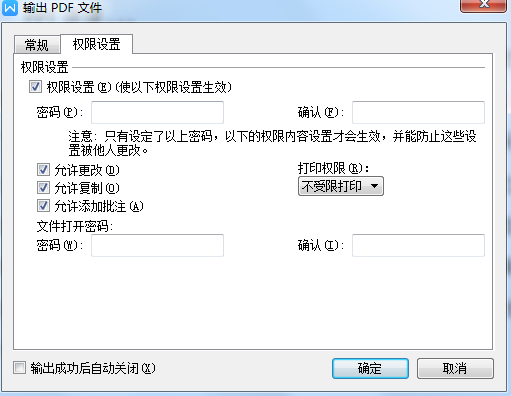 输出 PDF 文件
常规 权限设置
权限设置
权限设置(E)(使以下权限设置生效)
密码(P): 确认(F):
注意: 只有设定了以上密码，以下的权限内容设置才会生效，并能防止这些设
置被他人更改。
允许更改(D) 打印权限(R):
允许复制(O) 不受限打印
允许添加批注(A)
文件打开密码:
密码(W): 确认(I):
输出成功后自动关闭(X) 确定 取消